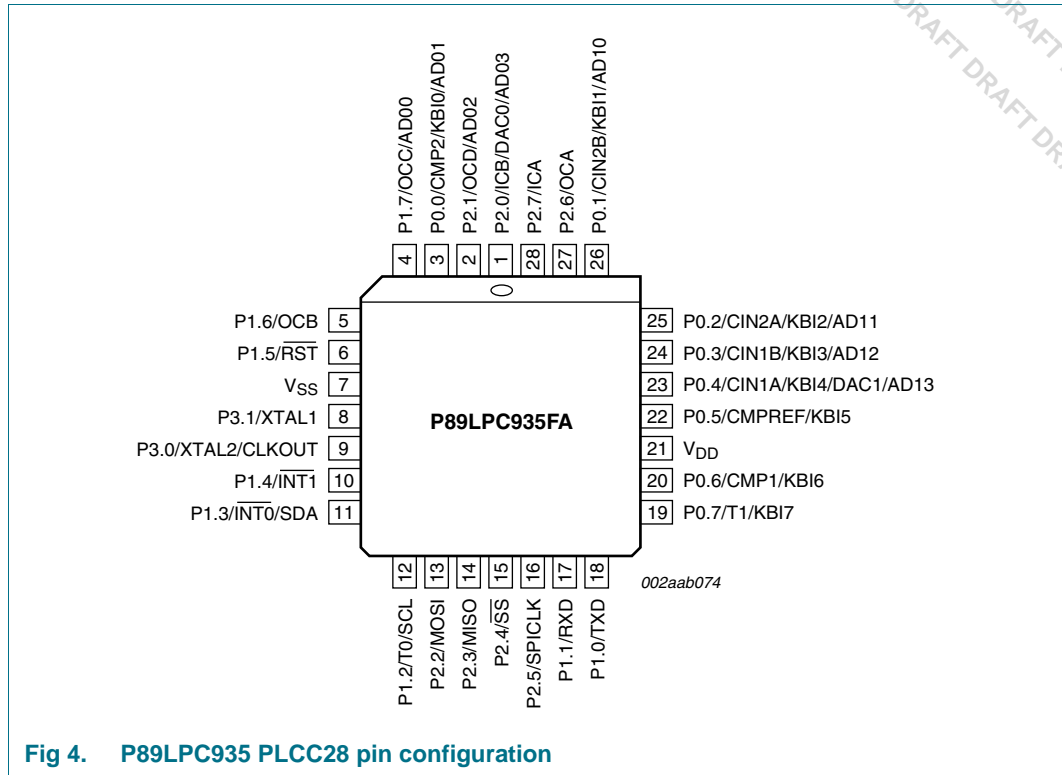 DRAFT DRAFT DRAFT DRA
DRAFT
P1.7/OCC/AD00
P0.0/CMP2/KBI0/AD01
P2.1/OCD/AD02
P2.0/ICB/DAC0/AD03
P2.7/ICA
P2.6/OCA
P0.1/CIN2B/KBI1/AD10
4 3 2 1 28 27 26
P1.6/OCB 5
P1.5/RST 6
VSS 7
P3.1/XTAL1 8
P3.0/XTAL2/CLKOUT 9
P1.4/INT1 10
P1.3/INT0/SDA 11
P89LPC935FA
25 P0.2/CIN2A/KBI2/AD11
24 P0.3/CIN1B/KBI3/AD12
23 P0.4/CIN1A/KBI4/DAC1/AD13
22 P0.5/CMPREF/KBI5
21 VDD
20 P0.6/CMP1/KBI6
19 P0.7/T1/KBI7
12 13 14 15 16 17 18
P1.2/T0/SCL
P2.2/MOSI
P2.3/MISO
P2.4/SS
P2.5/SPICLK
P1.1/RXD
P1.0/TXD
002aab074
Fig 4. P89LPC935 PLCC28 pin configuration